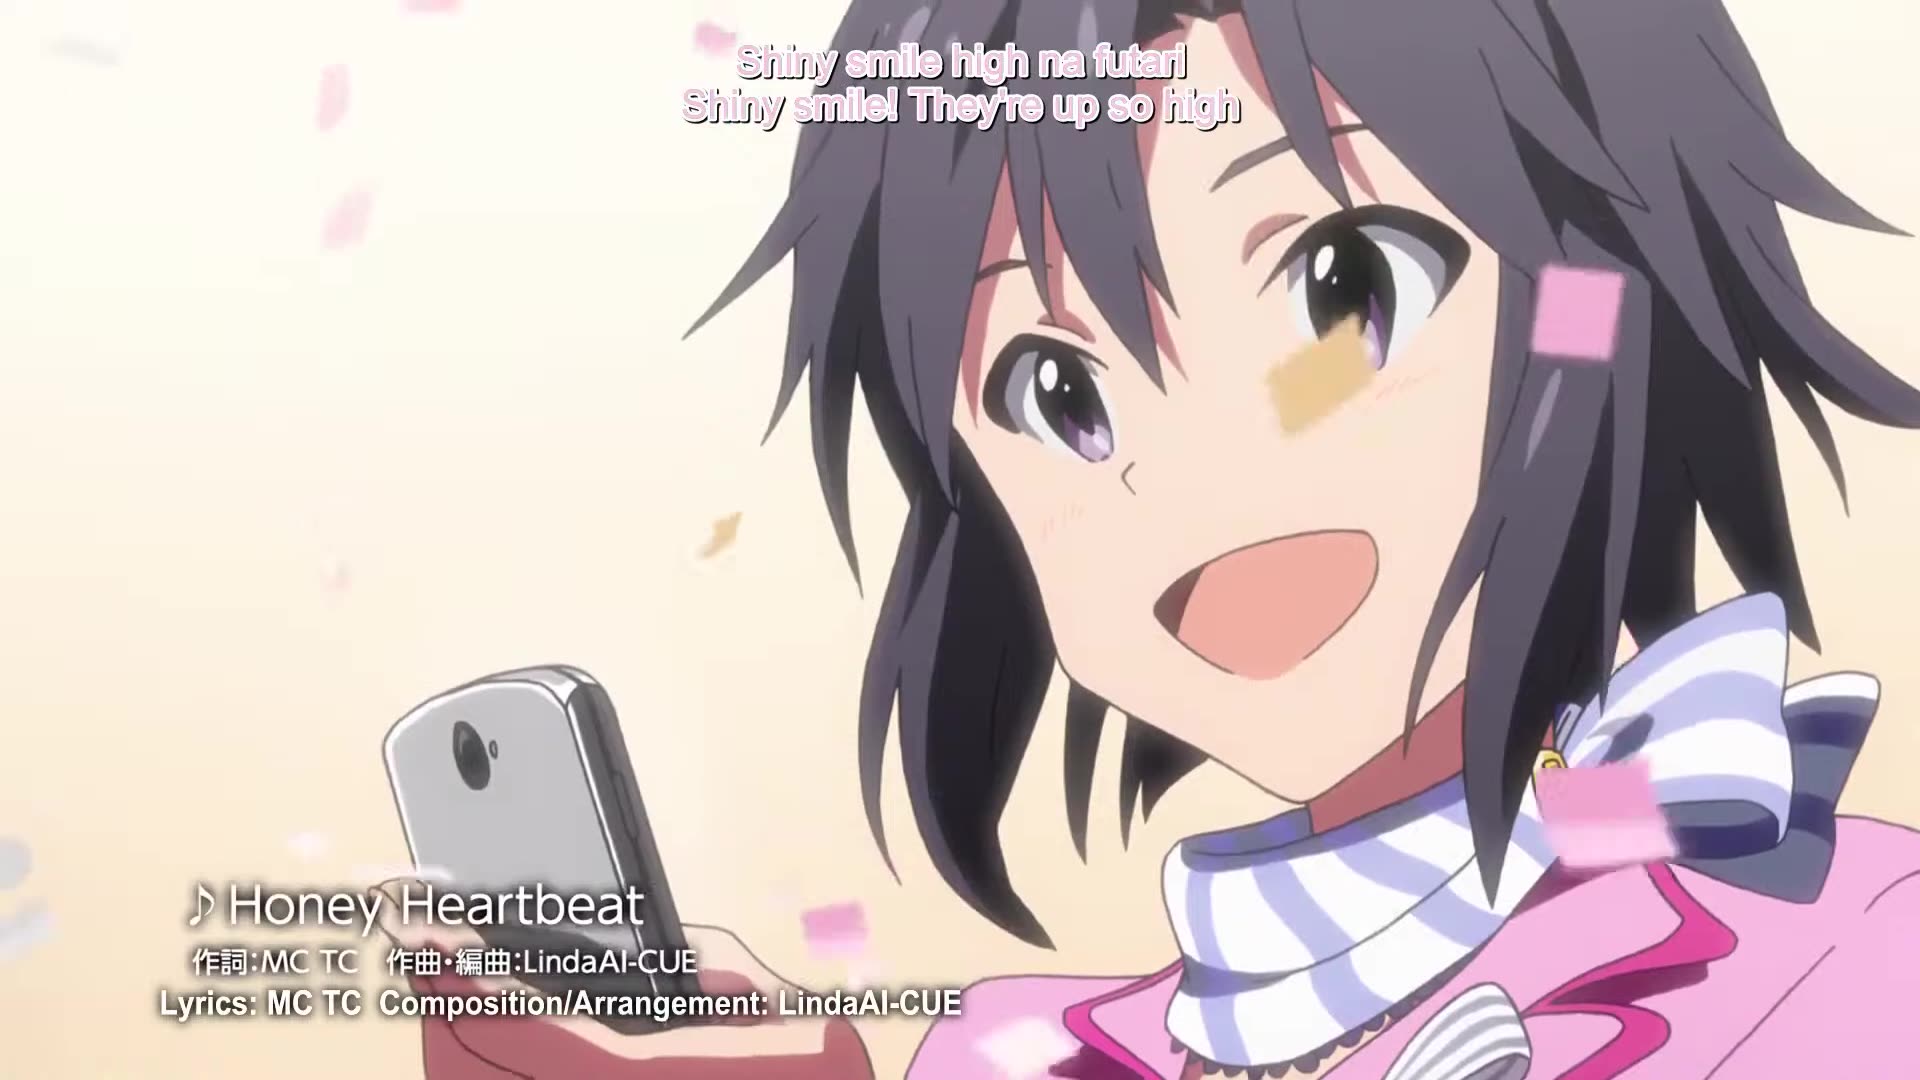 Shiny smile high na futari
Shiny smile! They're up so high
♪Honey Heartbeat
作詞:MC TC 作曲・編曲:LindaAI-CUE
Lyrics: MC TC  Composition/Arrangement: LindaAI-CUE